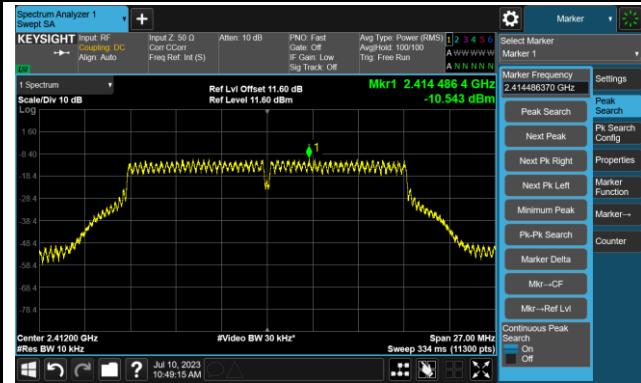 Spectrum Analyzer 1
Swept SA
Marker
KEYSIGHT
Input: RF
Coupling: DC
Align: Auto
Input Z: 50 Ω
Corr CCorr
Freq Ref: Int (S)
Atten: 10 dB
PNO: Fast
Gate: Off
IF Gain: Low
Sig Track: Off
Avg Type: Power (RMS)
Avg|Hold: 100/100
Trig: Free Run
1 2 3 4 5 6
A W W W W W
A N N N N N
Select Marker
Marker 1
1 Spectrum
Scale/Div 10 dB
Log
Ref Lvl Offset 11.60 dB
Ref Level 11.60 dBm
Mkr1 2.414 486 4 GHz
-10.543 dBm
1
1.60
-8.40
-18.4
-28.4
-38.4
-48.4
-58.4
-68.4
-78.4
Center 2.41200 GHz
#Res BW 10 kHz
#Video BW 30 kHz*
Span 27.00 MHz
Sweep 334 ms (11300 pts)
Marker Frequency
2.414486370 GHz
Peak Search
Next Peak
Next Pk Right
Next Pk Left
Minimum Peak
Pk-Pk Search
Marker Delta
Mkr→CF
Mkr→Ref Lvl
Continuous Peak
Search
On
Off
Settings
Peak
Search
Pk Search
Config
Properties
Marker
Function
Marker→
Counter
?
Jul 10, 2023
10:49:15 AM